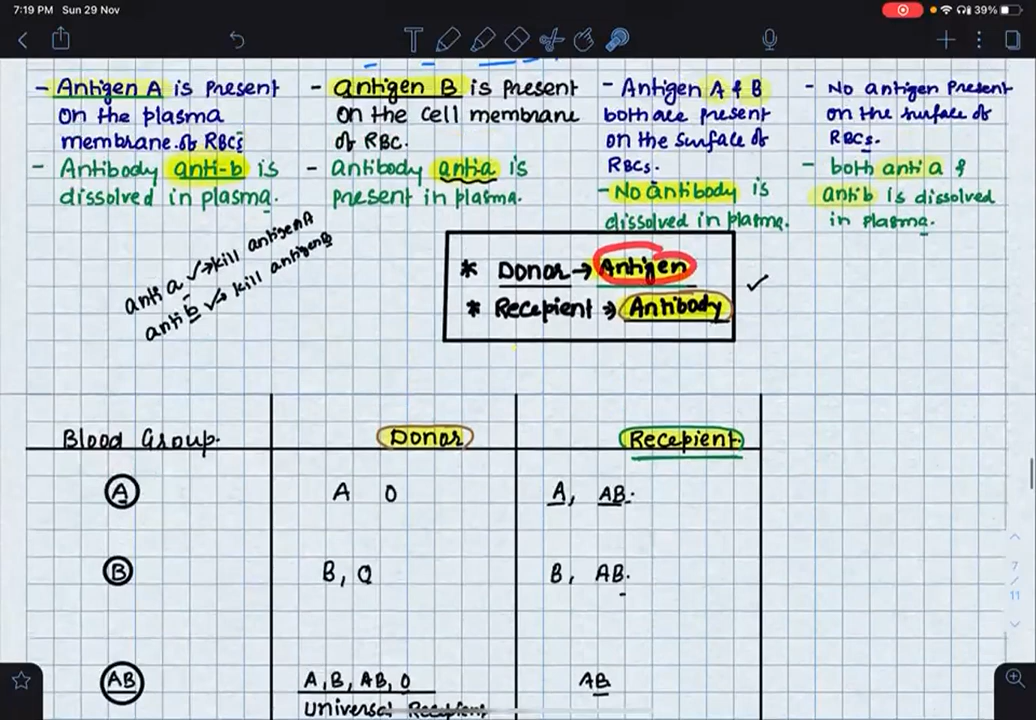 7:19 PM Sun 29 Nov
39%
- Antigen A is present
on the plasma
membrane of RBCs
- Antibody anti-b is
dissolved in plasma.
- Antigen B is present
on the cell membrane
of RBC.
- Antibody anti a is
present in plasma.
- Antigen A & B
both are present
on the surface of
RBCs.
- No antibody is
dissolved in plasma.
- No antigen present
on the surface of
RBCs.
- both anti a &
anti b is dissolved
in plasma.
anti a → kill antigen A
anti b → kill antigen B
* Donor → Antigen
* Recepient → Antibody
Blood Group. Donor Recepient.
A A O A, AB.
B B, O B, AB.
AB A, B, AB, O AB
Universal Recepient
7
/
11